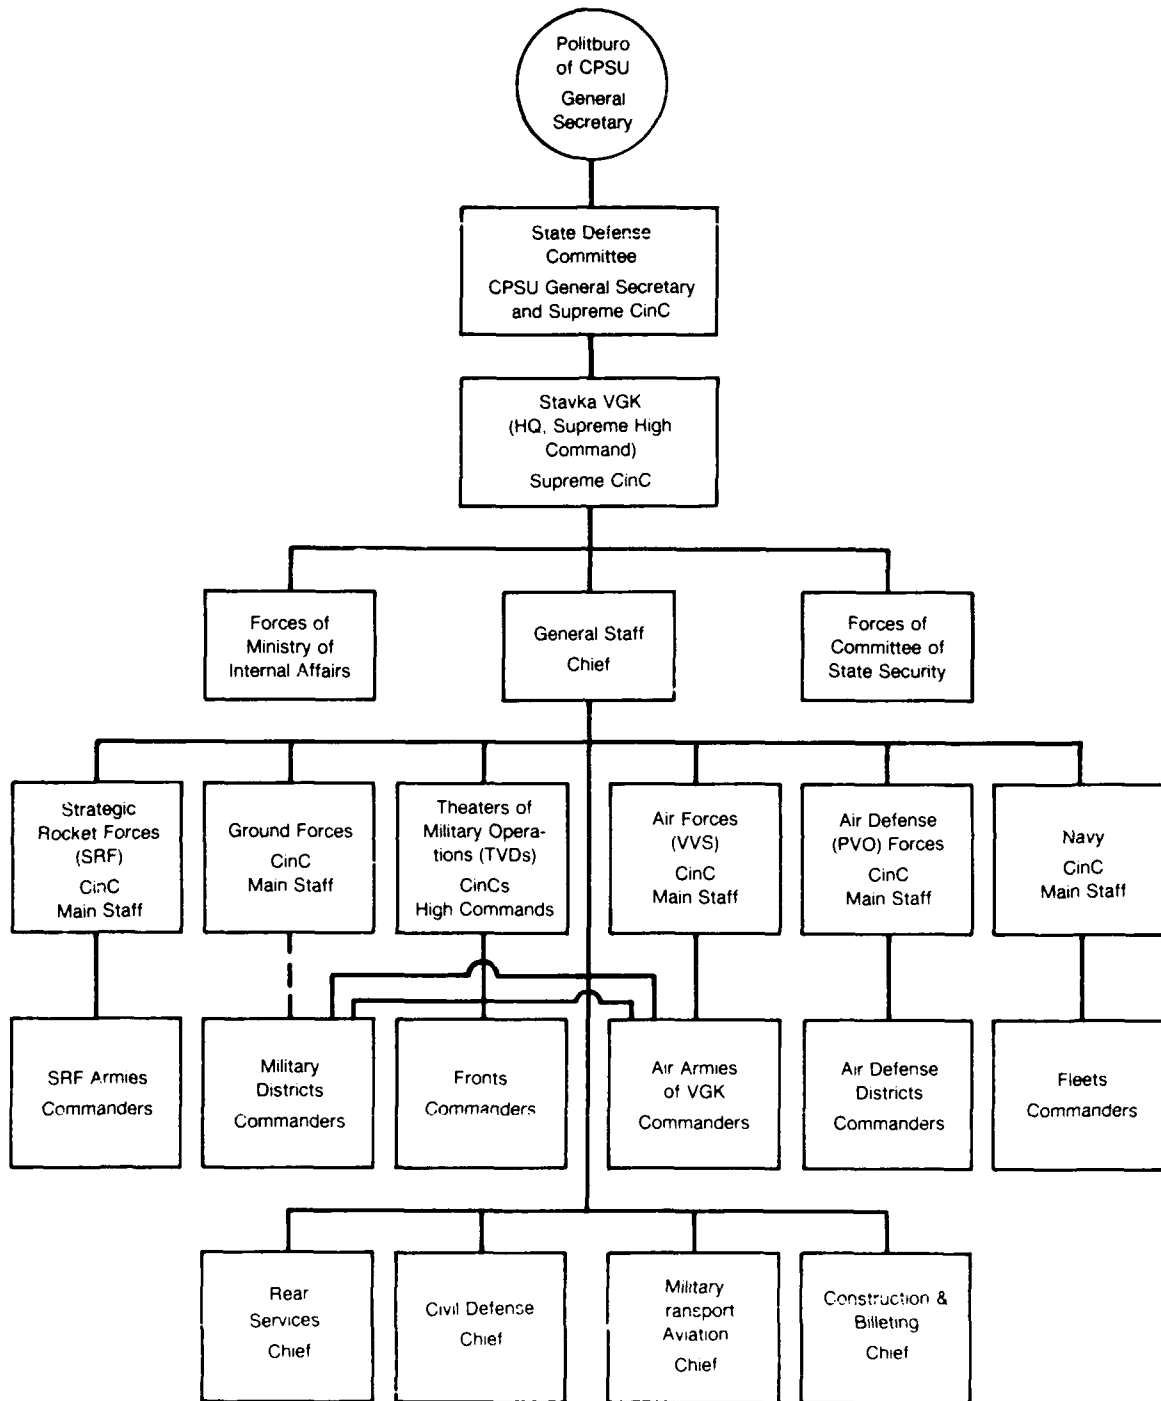 Politburo
of CPSU
General
Secretary
State Defense
Committee
CPSU General Secretary
and Supreme CinC
Stavka VGK
(HQ, Supreme High
Command)
Supreme CinC
Forces of
Ministry of
Internal Affairs
General Staff
Chief
Forces of
Committee of
State Security
Strategic
Rocket Forces
(SRF)
CinC
Main Staff
Ground Forces
CinC
Main Staff
Theaters of
Military Opera-
tions (TVDs)
CinCs
High Commands
Air Forces
(VVS)
CinC
Main Staff
Air Defense
(PVO) Forces
CinC
Main Staff
Navy
CinC
Main Staff
SRF Armies
Commanders
Military
Districts
Commanders
Fronts
Commanders
Air Armies
of VGK
Commanders
Air Defense
Districts
Commanders
Fleets
Commanders
Rear
Services
Chief
Civil Defense
Chief
Military
ransport
Aviation
Chief
Construction &
Billeting
Chief